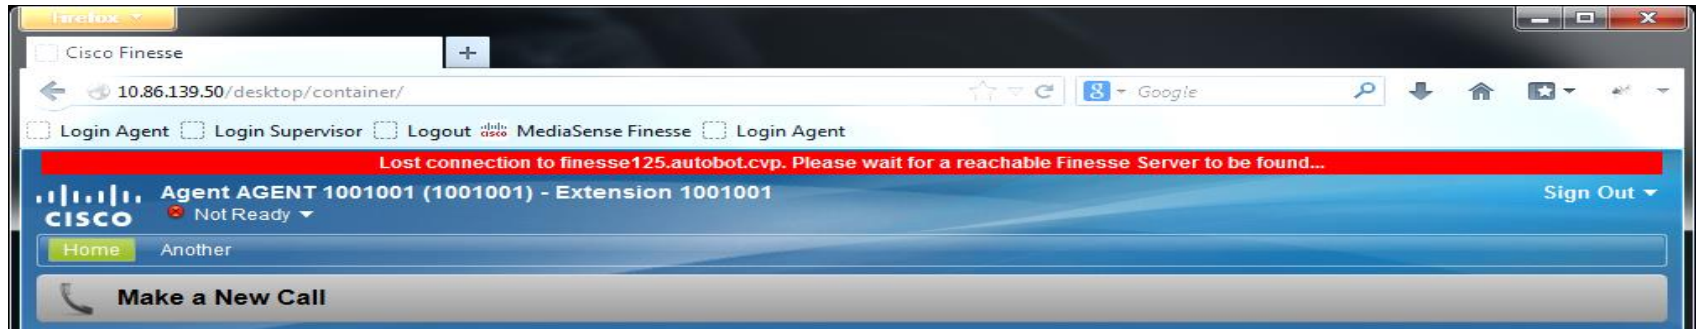 Firefox
Cisco Finesse
10.86.139.50/desktop/container/
8 Google
Login Agent Login Supervisor Logout cisco MediaSense Finesse Login Agent
Lost connection to finesse125.autobot.cvp. Please wait for a reachable Finesse Server to be found...
Agent AGENT 1001001 (1001001) - Extension 1001001 Sign Out
CISCO Not Ready
Home Another
Make a New Call